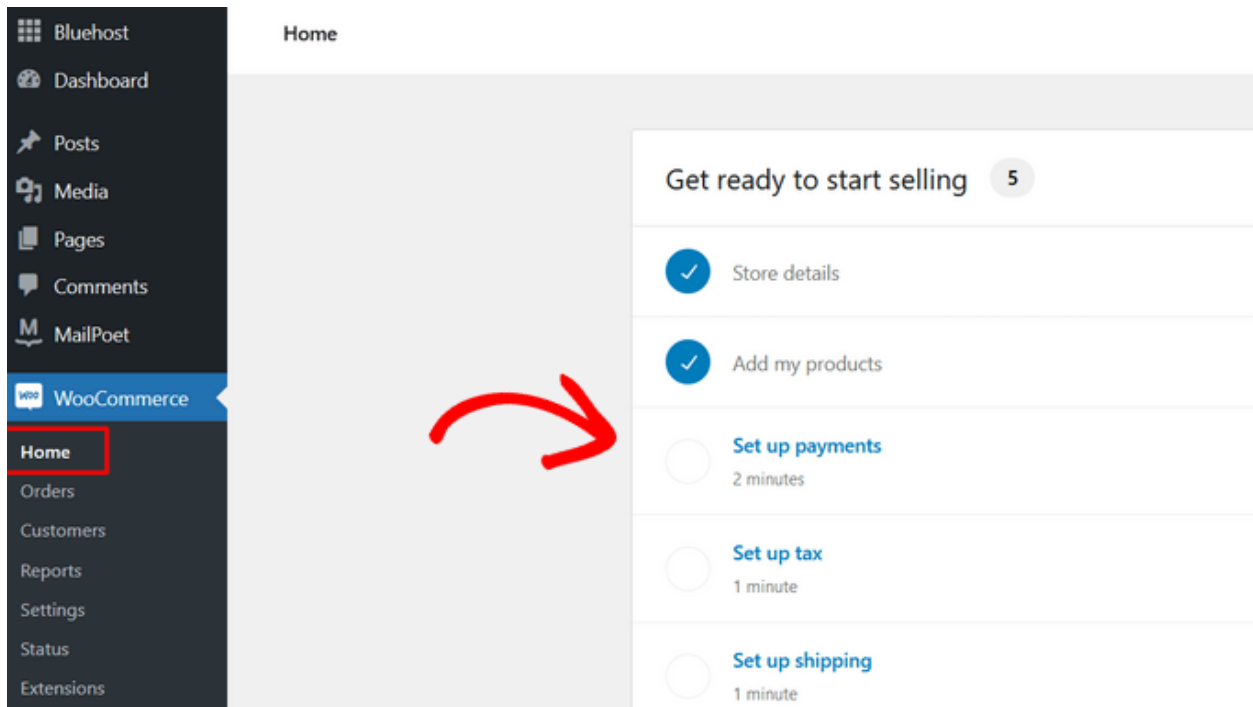 Bluehost
Dashboard
Posts
Media
Pages
Comments
M
MailPoet
Woo
WooCommerce
Home
Orders
Customers
Reports
Settings
Status
Extensions
Home
Get ready to start selling 5
Store details
Add my products
Set up payments
2 minutes
Set up tax
1 minute
Set up shipping
1 minute